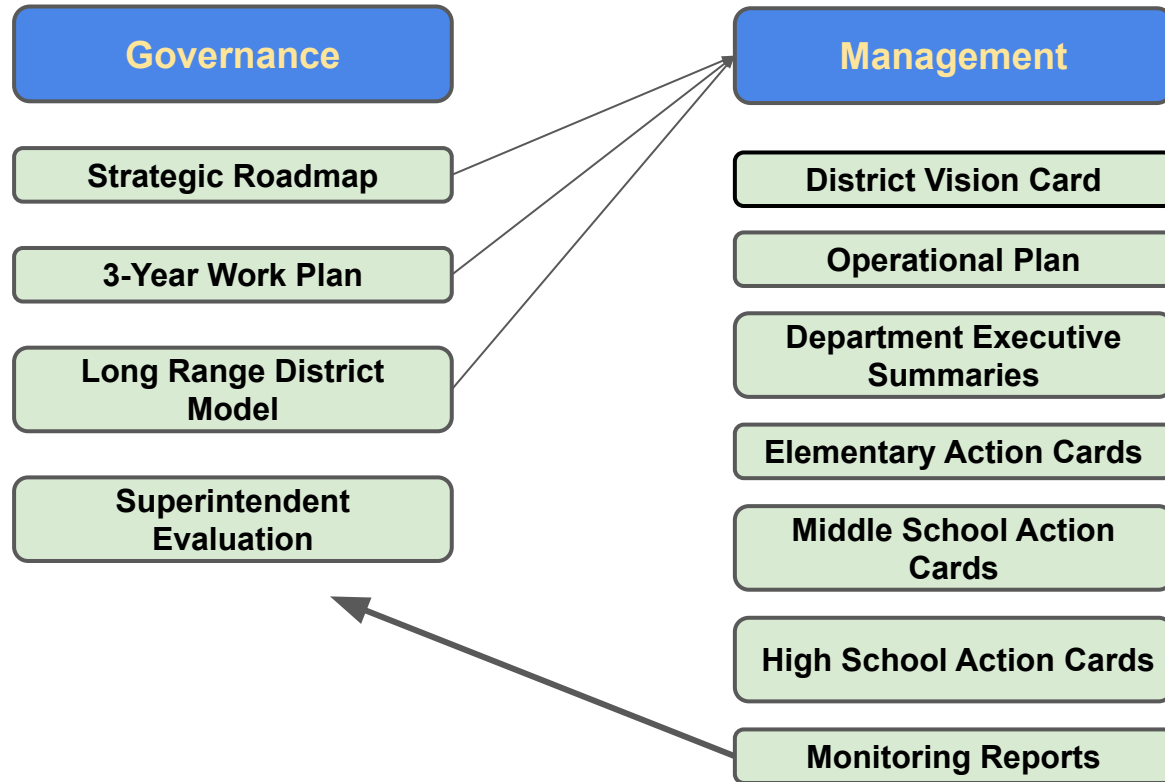 Governance
Strategic Roadmap
3-Year Work Plan
Long Range District
Model
Superintendent
Evaluation
Management
District Vision Card
Operational Plan
Department Executive
Summaries
Elementary Action Cards
Middle School Action
Cards
High School Action Cards
Monitoring Reports